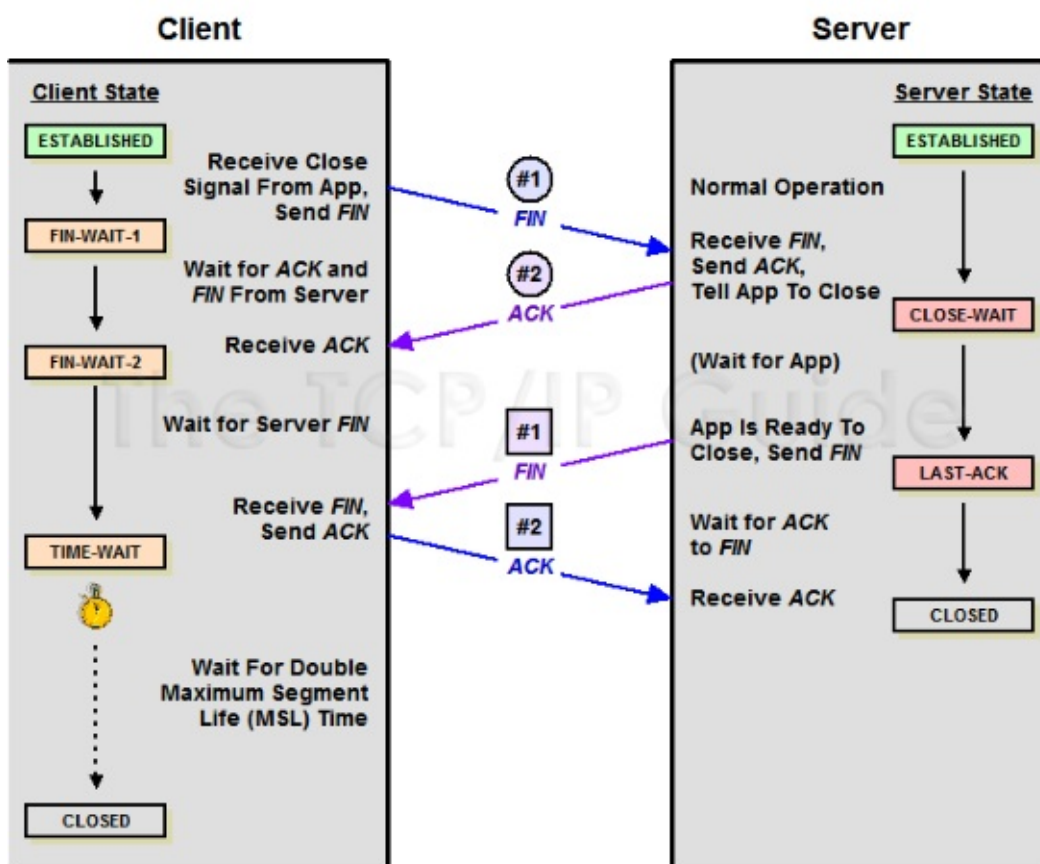 Client
Server
Client State
ESTABLISHED
Receive Close
Signal From App,
Send FIN
FIN-WAIT-1
Wait for ACK and
FIN From Server
Receive ACK
FIN-WAIT-2
Wait for Server FIN
Receive FIN,
Send ACK
TIME-WAIT
Wait For Double
Maximum Segment
Life (MSL) Time
CLOSED
#1
FIN
#2
ACK
#1
FIN
#2
ACK
Server State
ESTABLISHED
Normal Operation
Receive FIN,
Send ACK,
Tell App To Close
CLOSE-WAIT
(Wait for App)
App Is Ready To
Close, Send FIN
LAST-ACK
Wait for ACK
to FIN
Receive ACK
CLOSED
The TCP/IP Guide